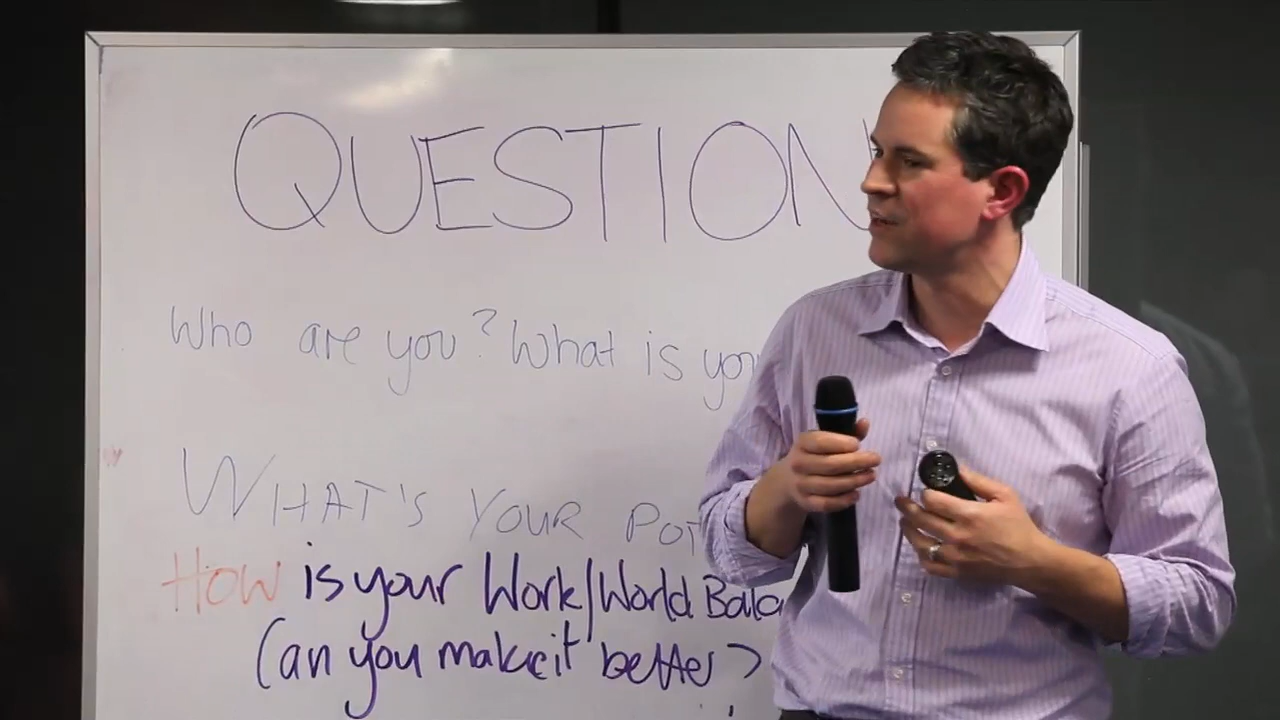 QUESTION
Who are you? What is you
WHAT'S YOUR POT
How is your Work/World Bala
Can you make it better?